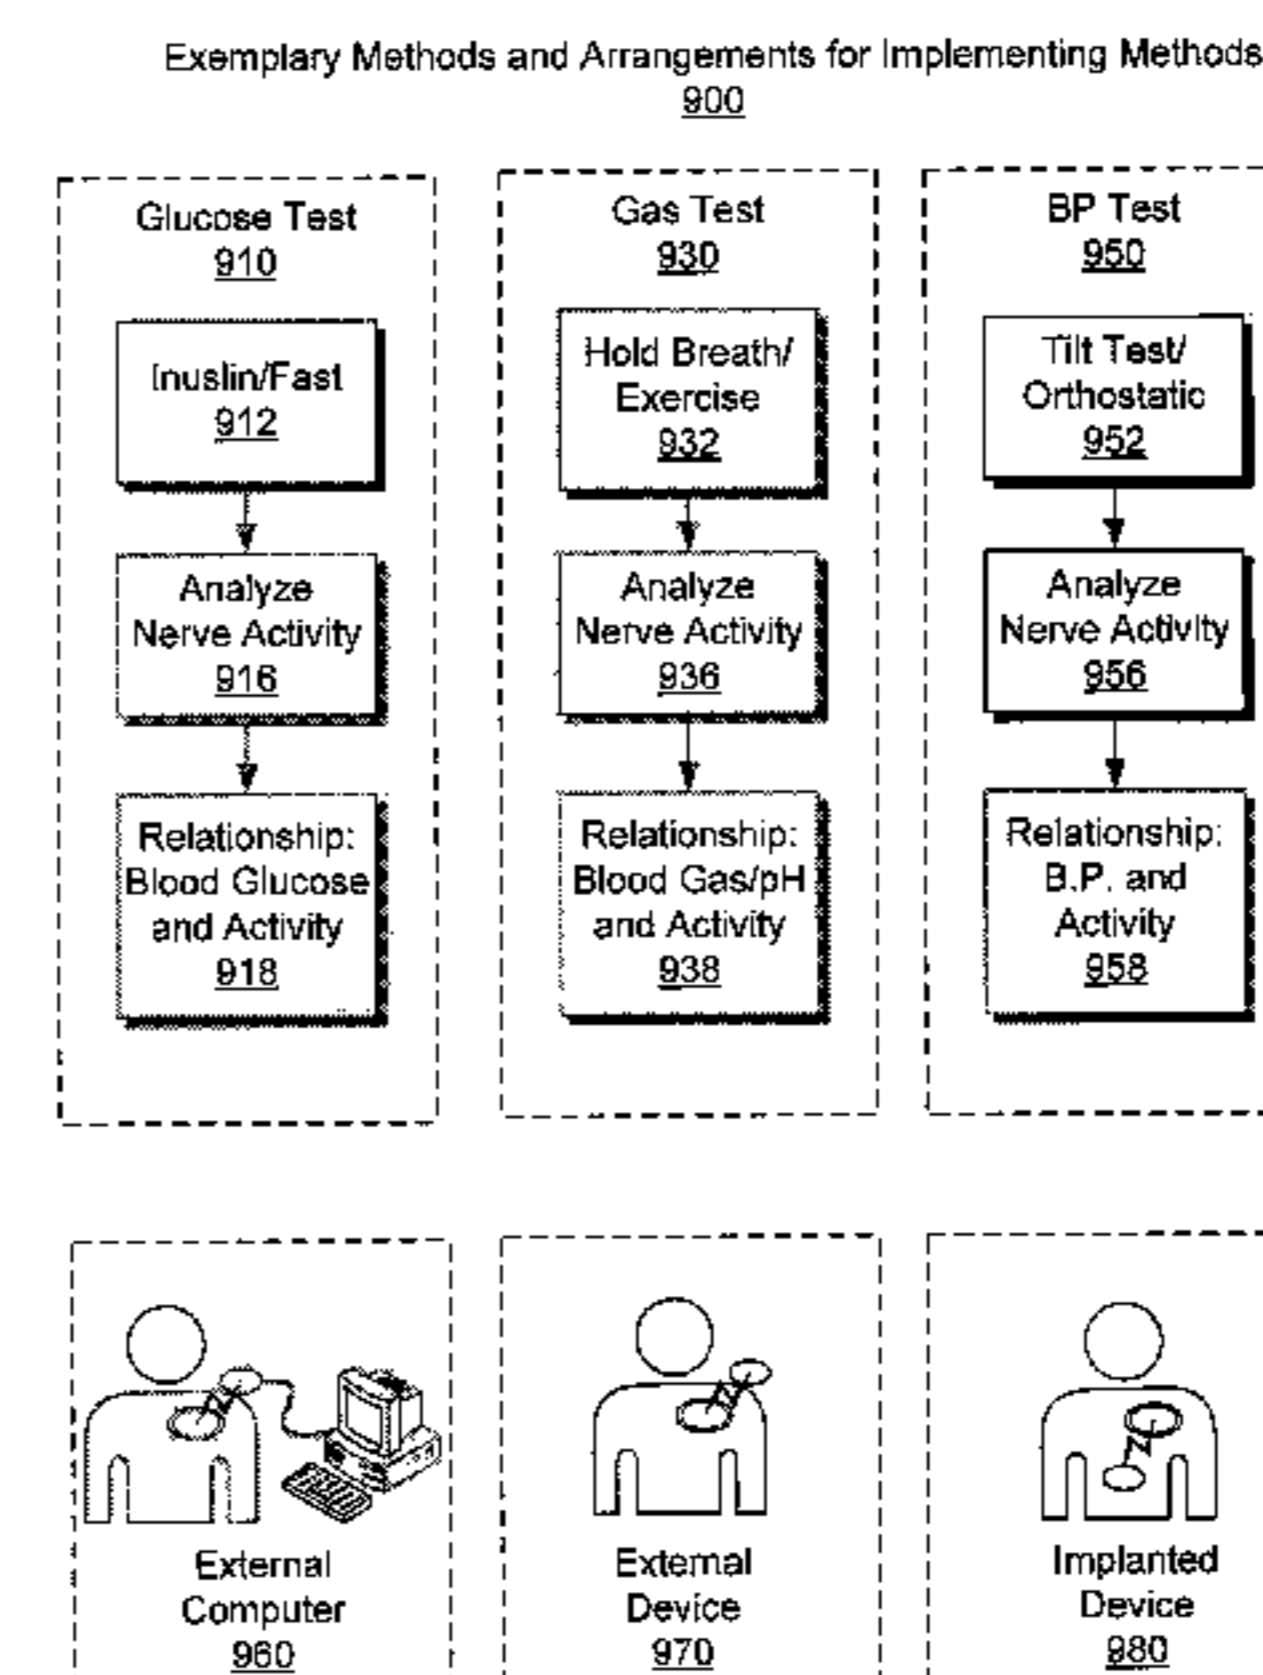 Exemplary Methods and Arrangements for Implementing Methods
900
Glucose Test
910
Inuslin/Fast
912
Analyze
Nerve Activity
916
Relationship:
Blood Glucose
and Activity
918
Gas Test
930
Hold Breath/
Exercise
932
Analyze
Nerve Activity
936
Relationship:
Blood Gas/pH
and Activity
938
BP Test
950
Tilt Test/
Orthostatic
952
Analyze
Nerve Activity
956
Relationship:
B.P. and
Activity
958
External
Computer
960
External
Device
970
Implanted
Device
980